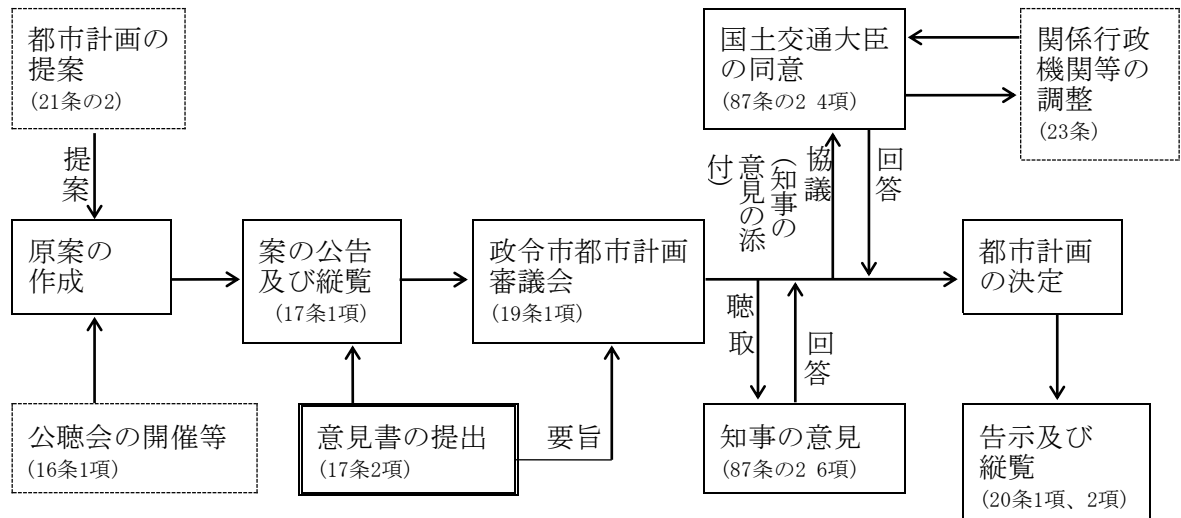 都市計画の
提案
(21条の2)
提案
原案の
作成
公聴会の開催等
(16条1項)
案の公告
及び縦覧
(17条1項)
意見書の提出
(17条2項)
要旨
政令市都市計画
審議会
(19条1項)
聴取
回答
知事の意見
(87条の2 6項)
協議
(知事の
意見の添
付)
回答
国土交通大臣
の同意
(87条の2 4項)
関係行政
機関等の
調整
(23条)
都市計画
の決定
告示及び
縦覧
(20条1項、2項)